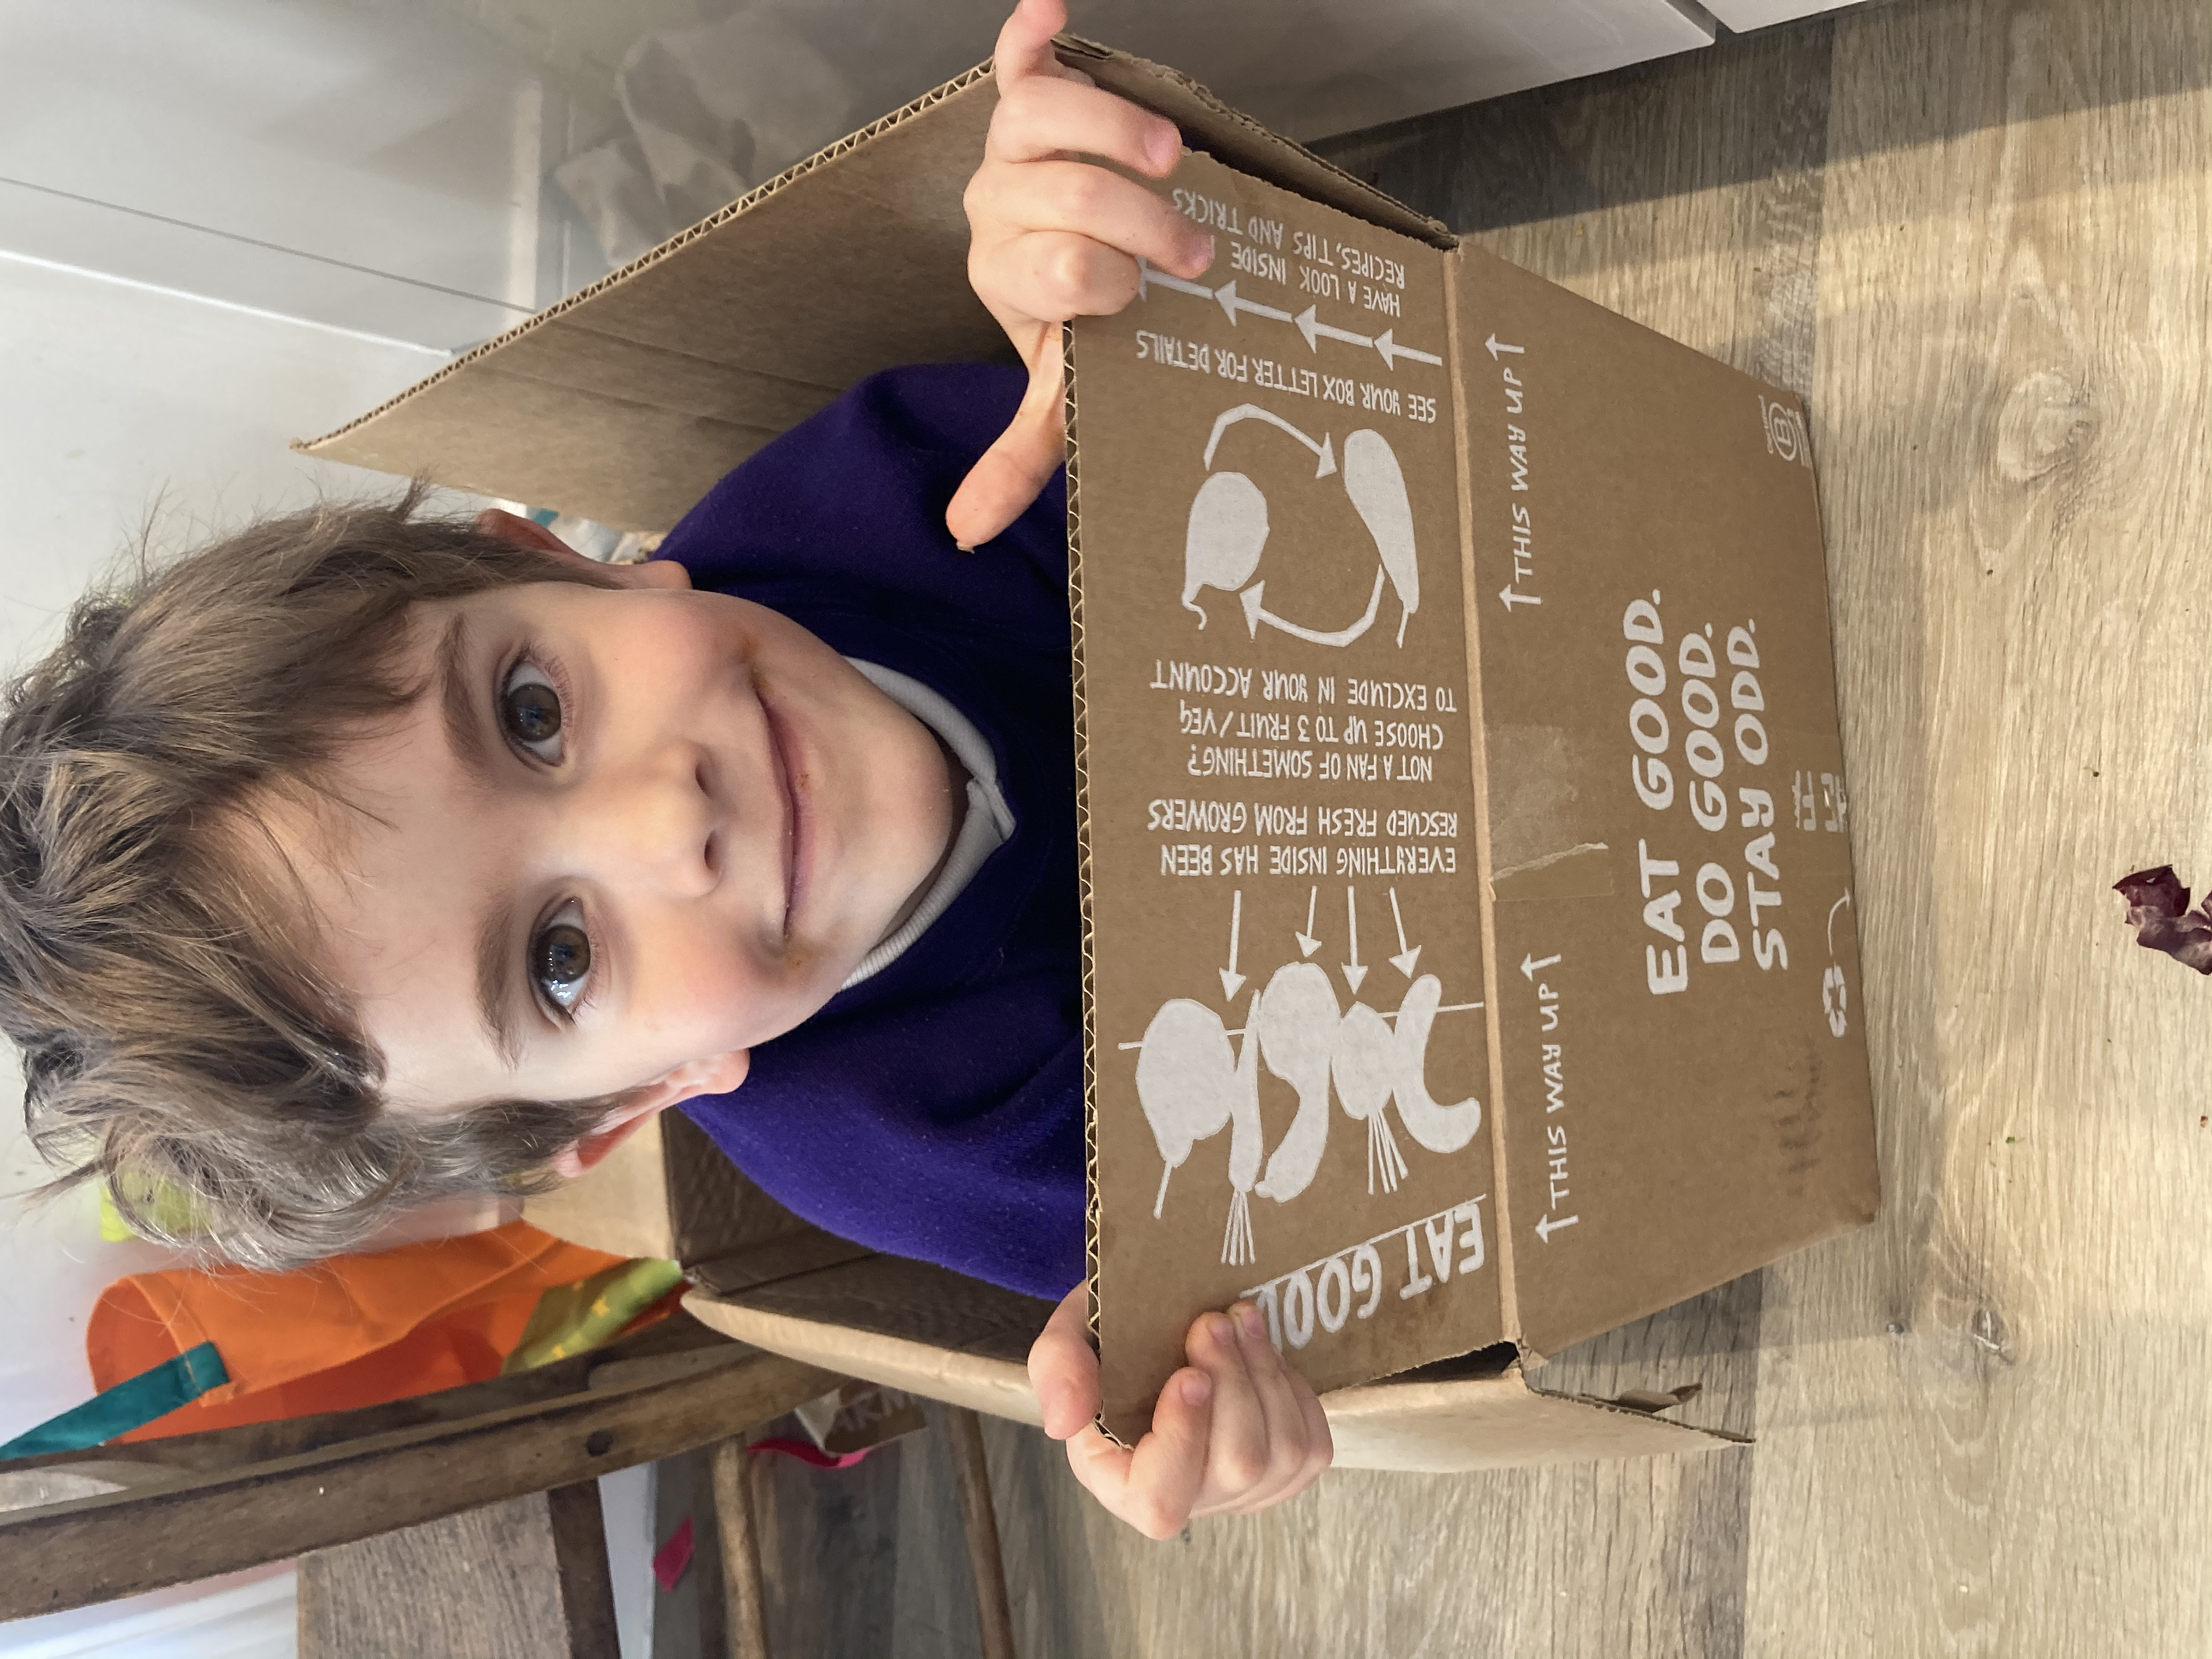 EAT GOOD
EVERYTHING INSIDE HAS BEEN
RESCUED FRESH FROM GROWERS
NOT A FAN OF SOMETHING?
CHOOSE UP TO 3 FRUIT/VEG
TO EXCLUDE IN YOUR ACCOUNT
SEE YOUR BOX LETTER FOR DETAILS
HAVE A LOOK INSIDE
RECIPES, TIPS AND TRICKS
THIS WAY UP
THIS WAY UP
EAT GOOD.
DO GOOD.
STAY ODD.
B